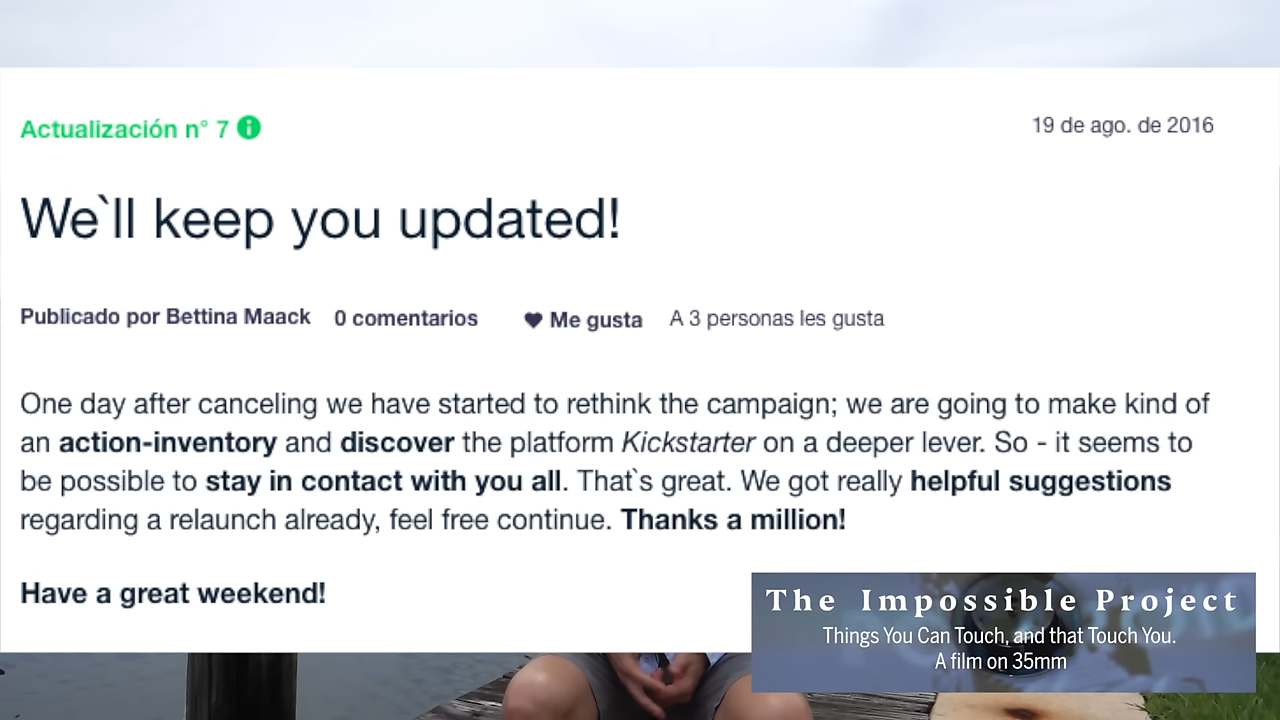 Actualización n° 7
19 de ago. de 2016
We`ll keep you updated!
Publicado por Bettina Maack 0 comentarios Me gusta A 3 personas les gusta
One day after canceling we have started to rethink the campaign; we are going to make kind of
an action-inventory and discover the platform Kickstarter on a deeper lever. So - it seems to
be possible to stay in contact with you all. That`s great. We got really helpful suggestions
regarding a relaunch already, feel free continue. Thanks a million!
Have a great weekend!
The Impossible Project
Things You Can Touch, and that Touch You.
A film on 35mm